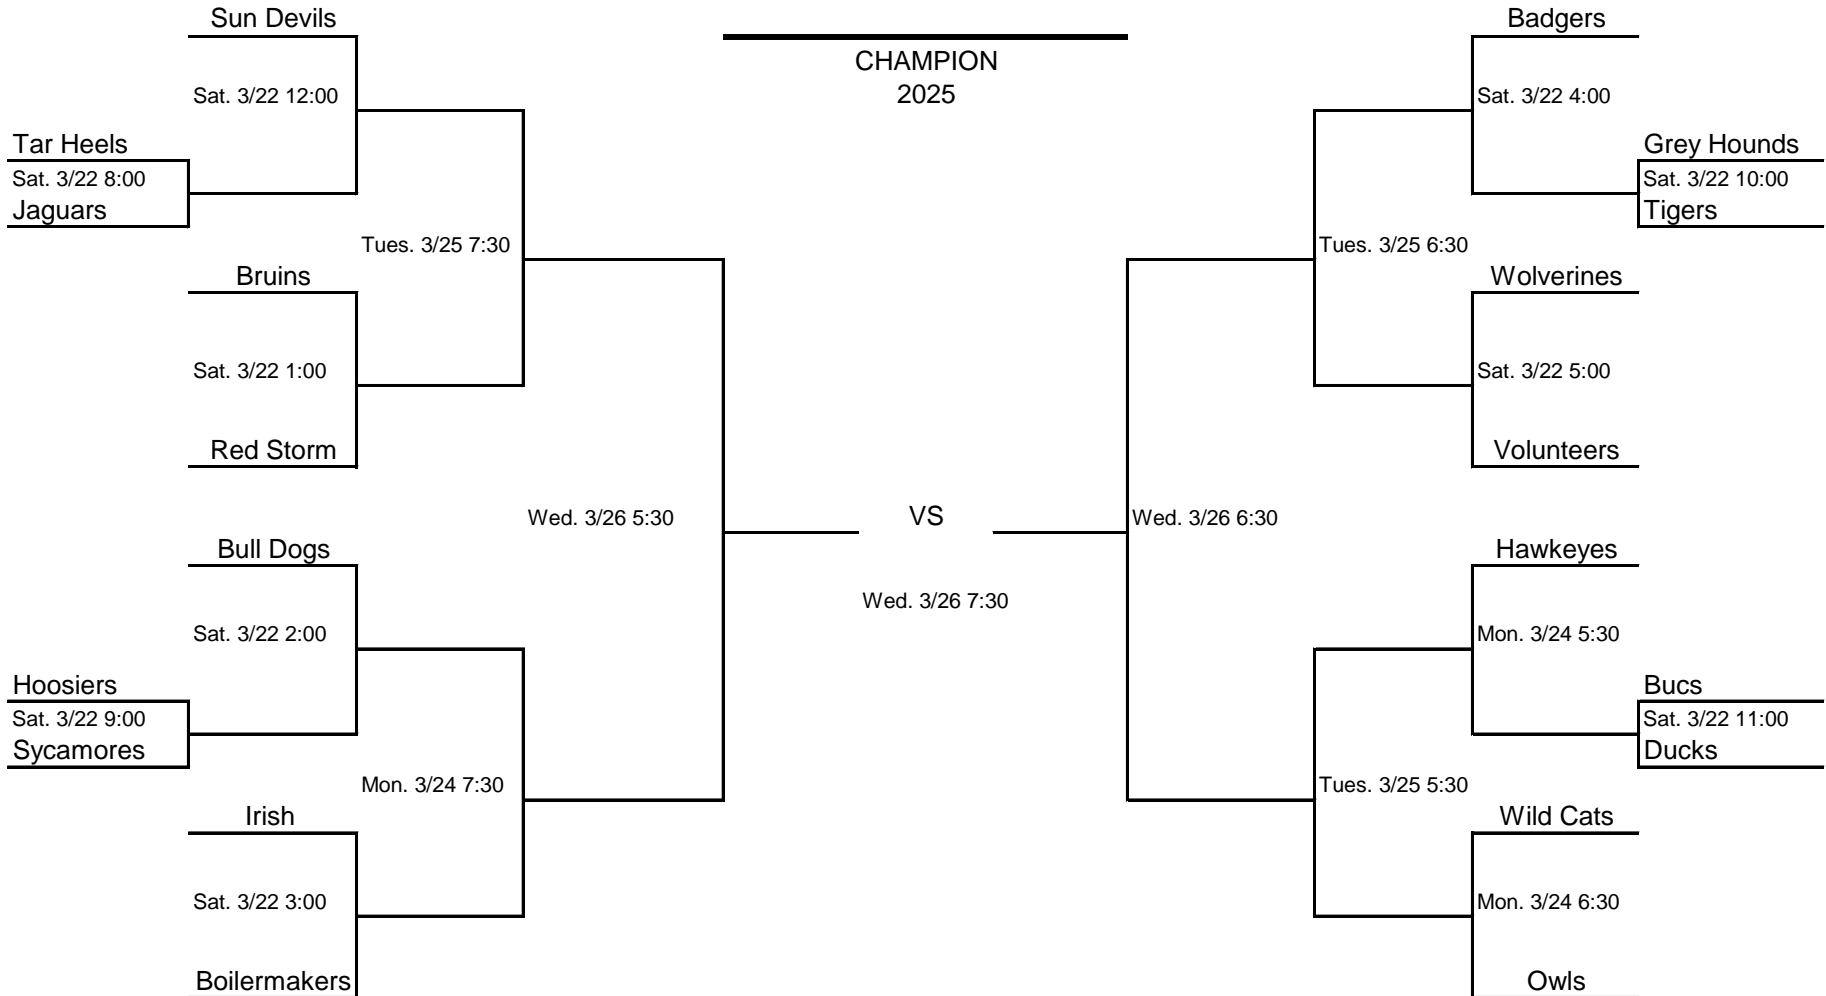 Sun Devils
Badgers
CHAMPION
2025
Sat. 3/22 12:00
Sat. 3/22 4:00
Tar Heels
Grey Hounds
Sat. 3/22 8:00
Sat. 3/22 10:00
Jaguars
Tigers
Tues. 3/25 7:30
Tues. 3/25 6:30
Bruins
Wolverines
Sat. 3/22 1:00
Sat. 3/22 5:00
Red Storm
Volunteers
Wed. 3/26 5:30
VS
Wed. 3/26 6:30
Bull Dogs
Hawkeyes
Wed. 3/26 7:30
Sat. 3/22 2:00
Mon. 3/24 5:30
Hoosiers
Bucs
Sat. 3/22 9:00
Sat. 3/22 11:00
Sycamores
Ducks
Mon. 3/24 7:30
Tues. 3/25 5:30
Irish
Wild Cats
Sat. 3/22 3:00
Mon. 3/24 6:30
Boilermakers
Owls